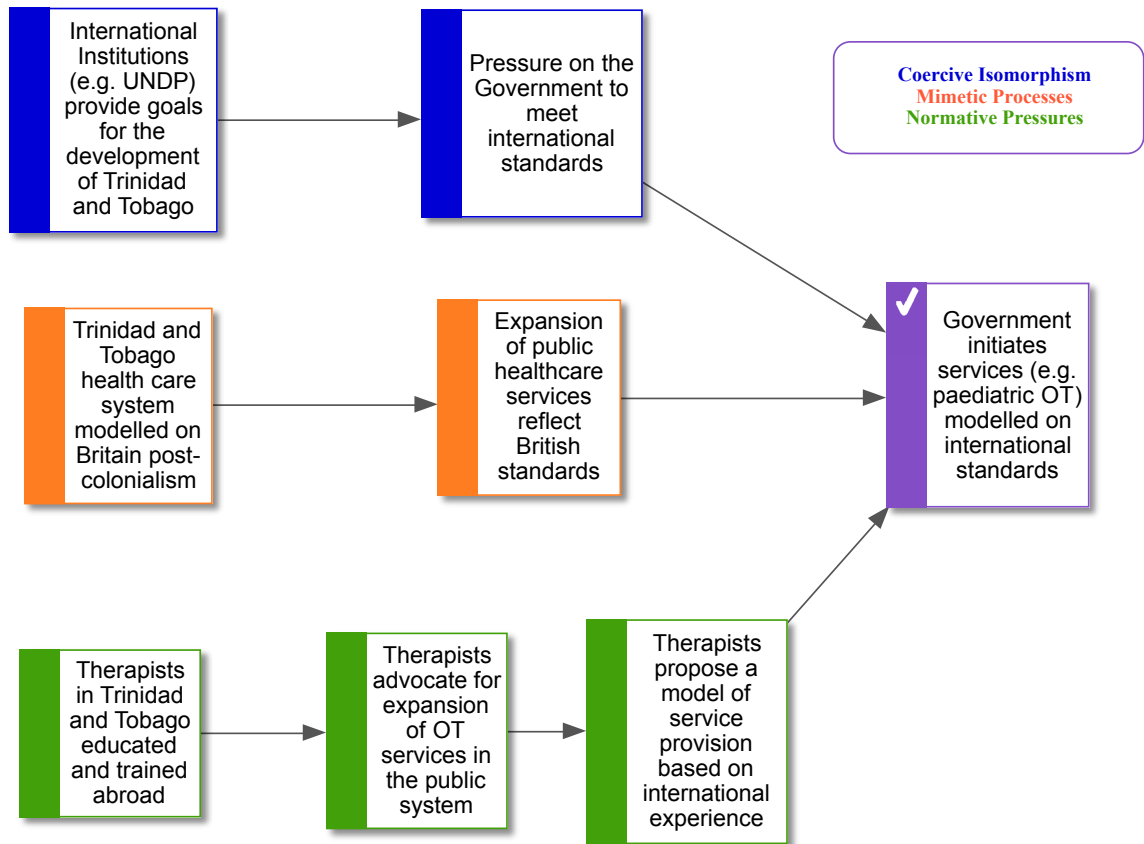 International
Institutions
(e.g. UNDP)
provide goals
for the
development
of Trinidad
and Tobago
Pressure on the
Government to
meet
international
standards
Coercive Isomorphism
Mimetic Processes
Normative Pressures
Trinidad and
Tobago
health care
system
modelled on
Britain post-
colonialism
Expansion
of public
healthcare
services
reflect
British
standards
Government
initiates
services (e.g.
paediatric OT)
modelled on
international
standards
Therapists
in Trinidad
and Tobago
educated
and trained
abroad
Therapists
advocate for
expansion
of OT
services in
the public
system
Therapists
propose a
model of
service
provision
based on
international
experience